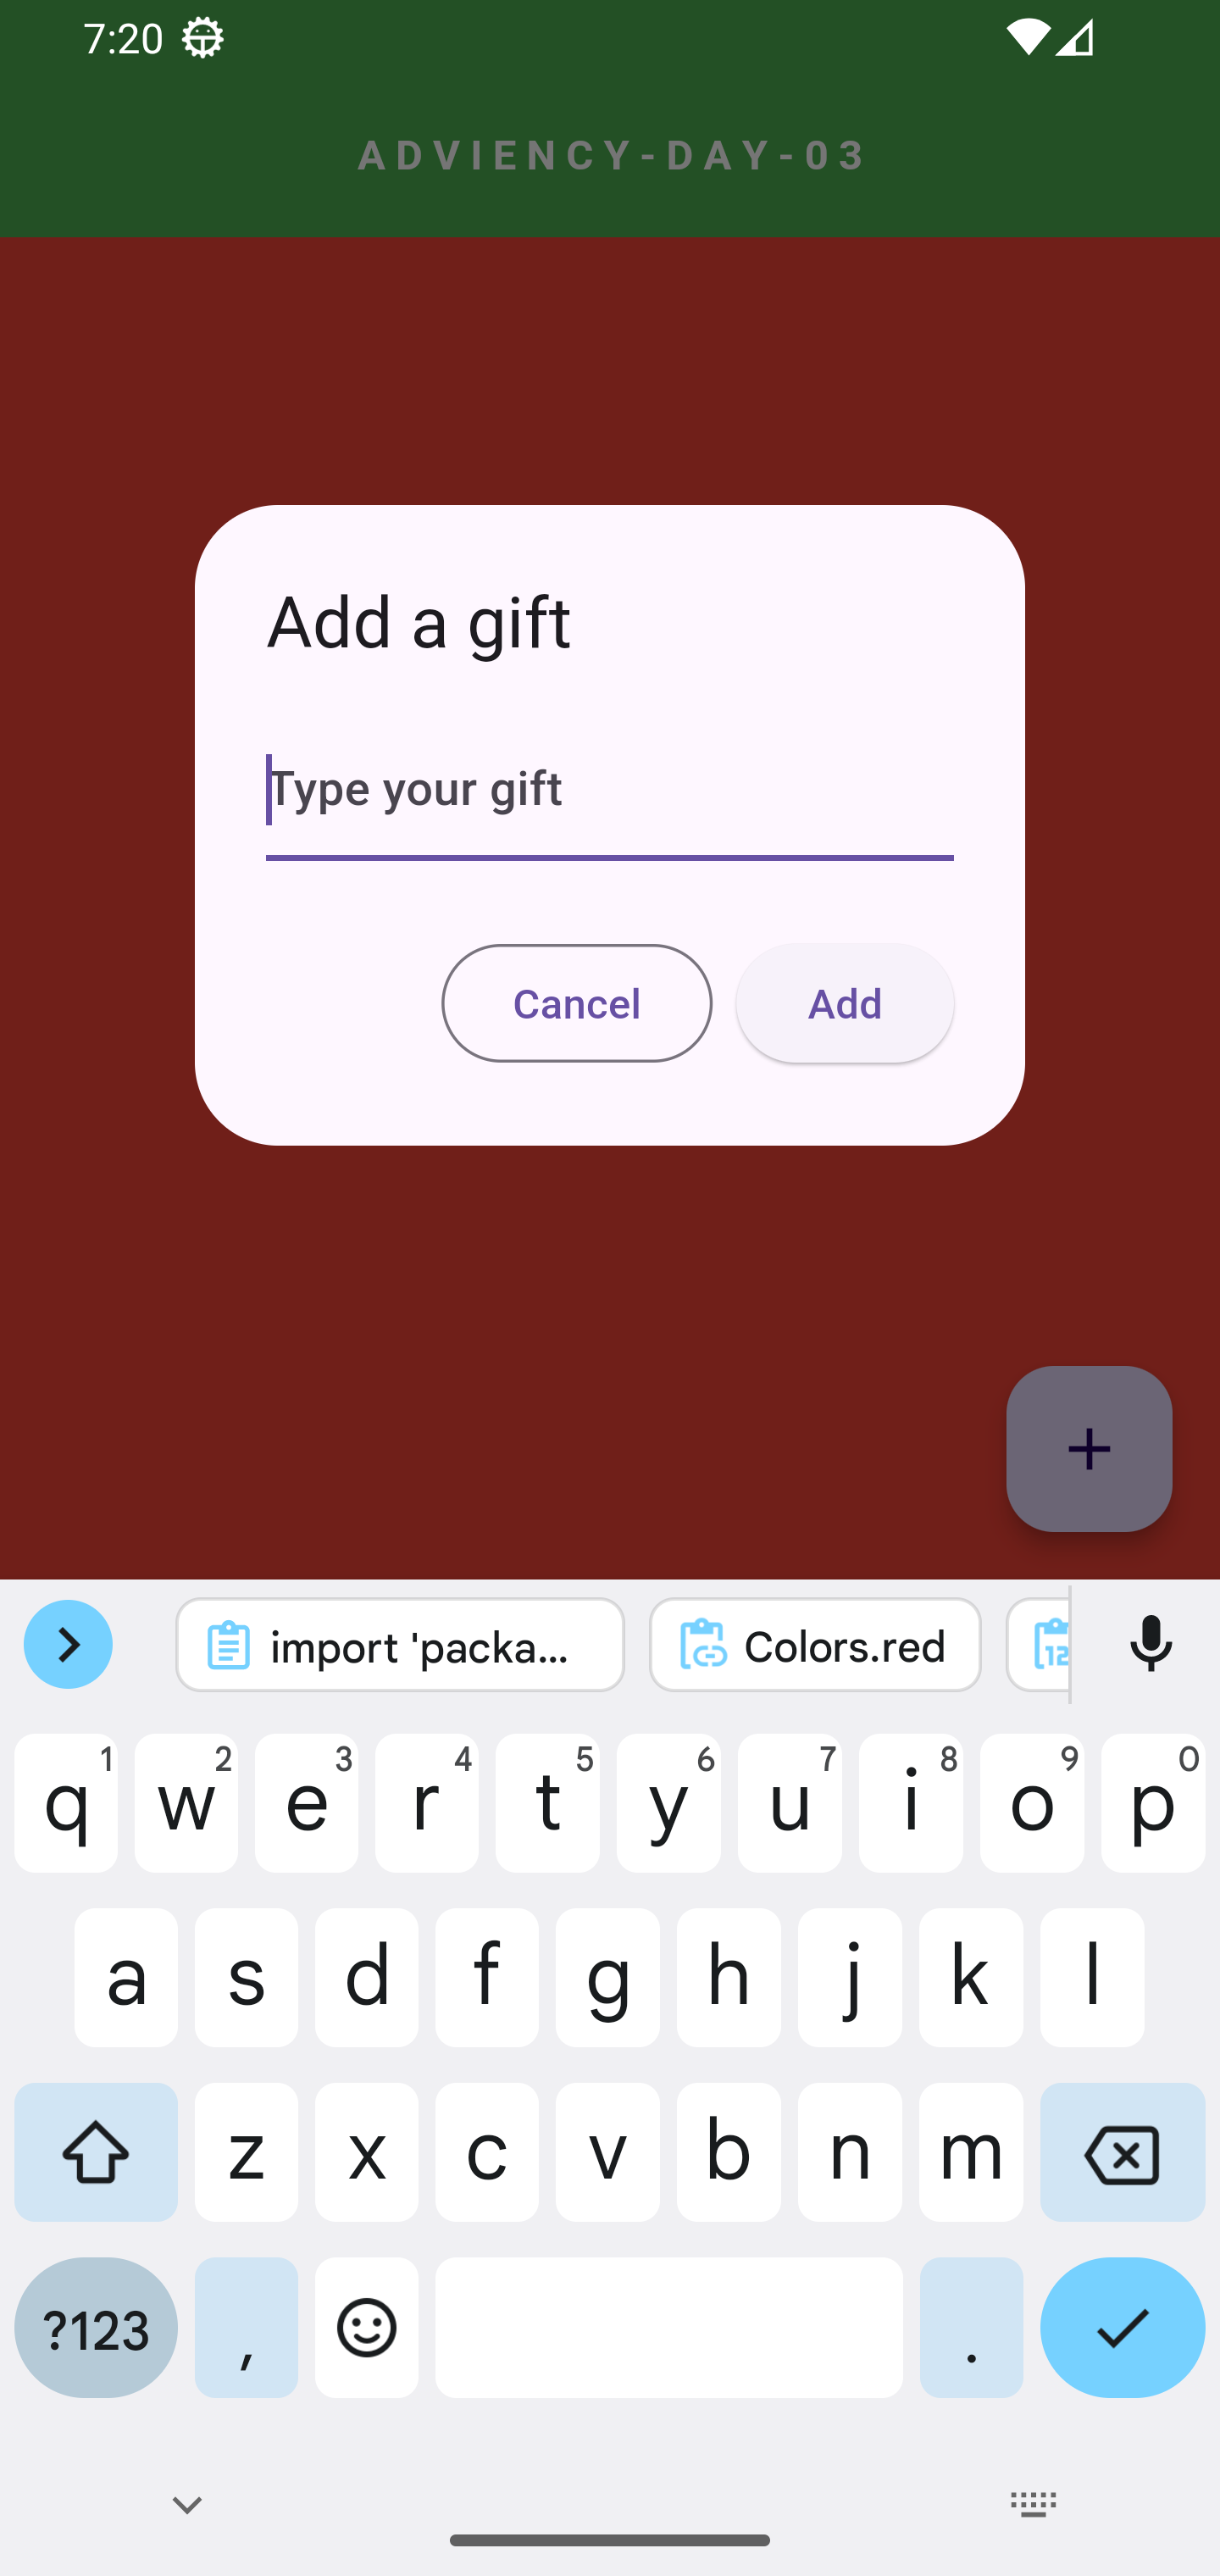 7:20
ADVIENCY-DAY-03
Add a gift
Type your gift
Cancel Add
import 'packa... Colors.red 12
1 2 3 4 5 6 7 8 9 0
q w e r t y u i o p
a s d f g h j k l
z x c v b n m
?123 , .